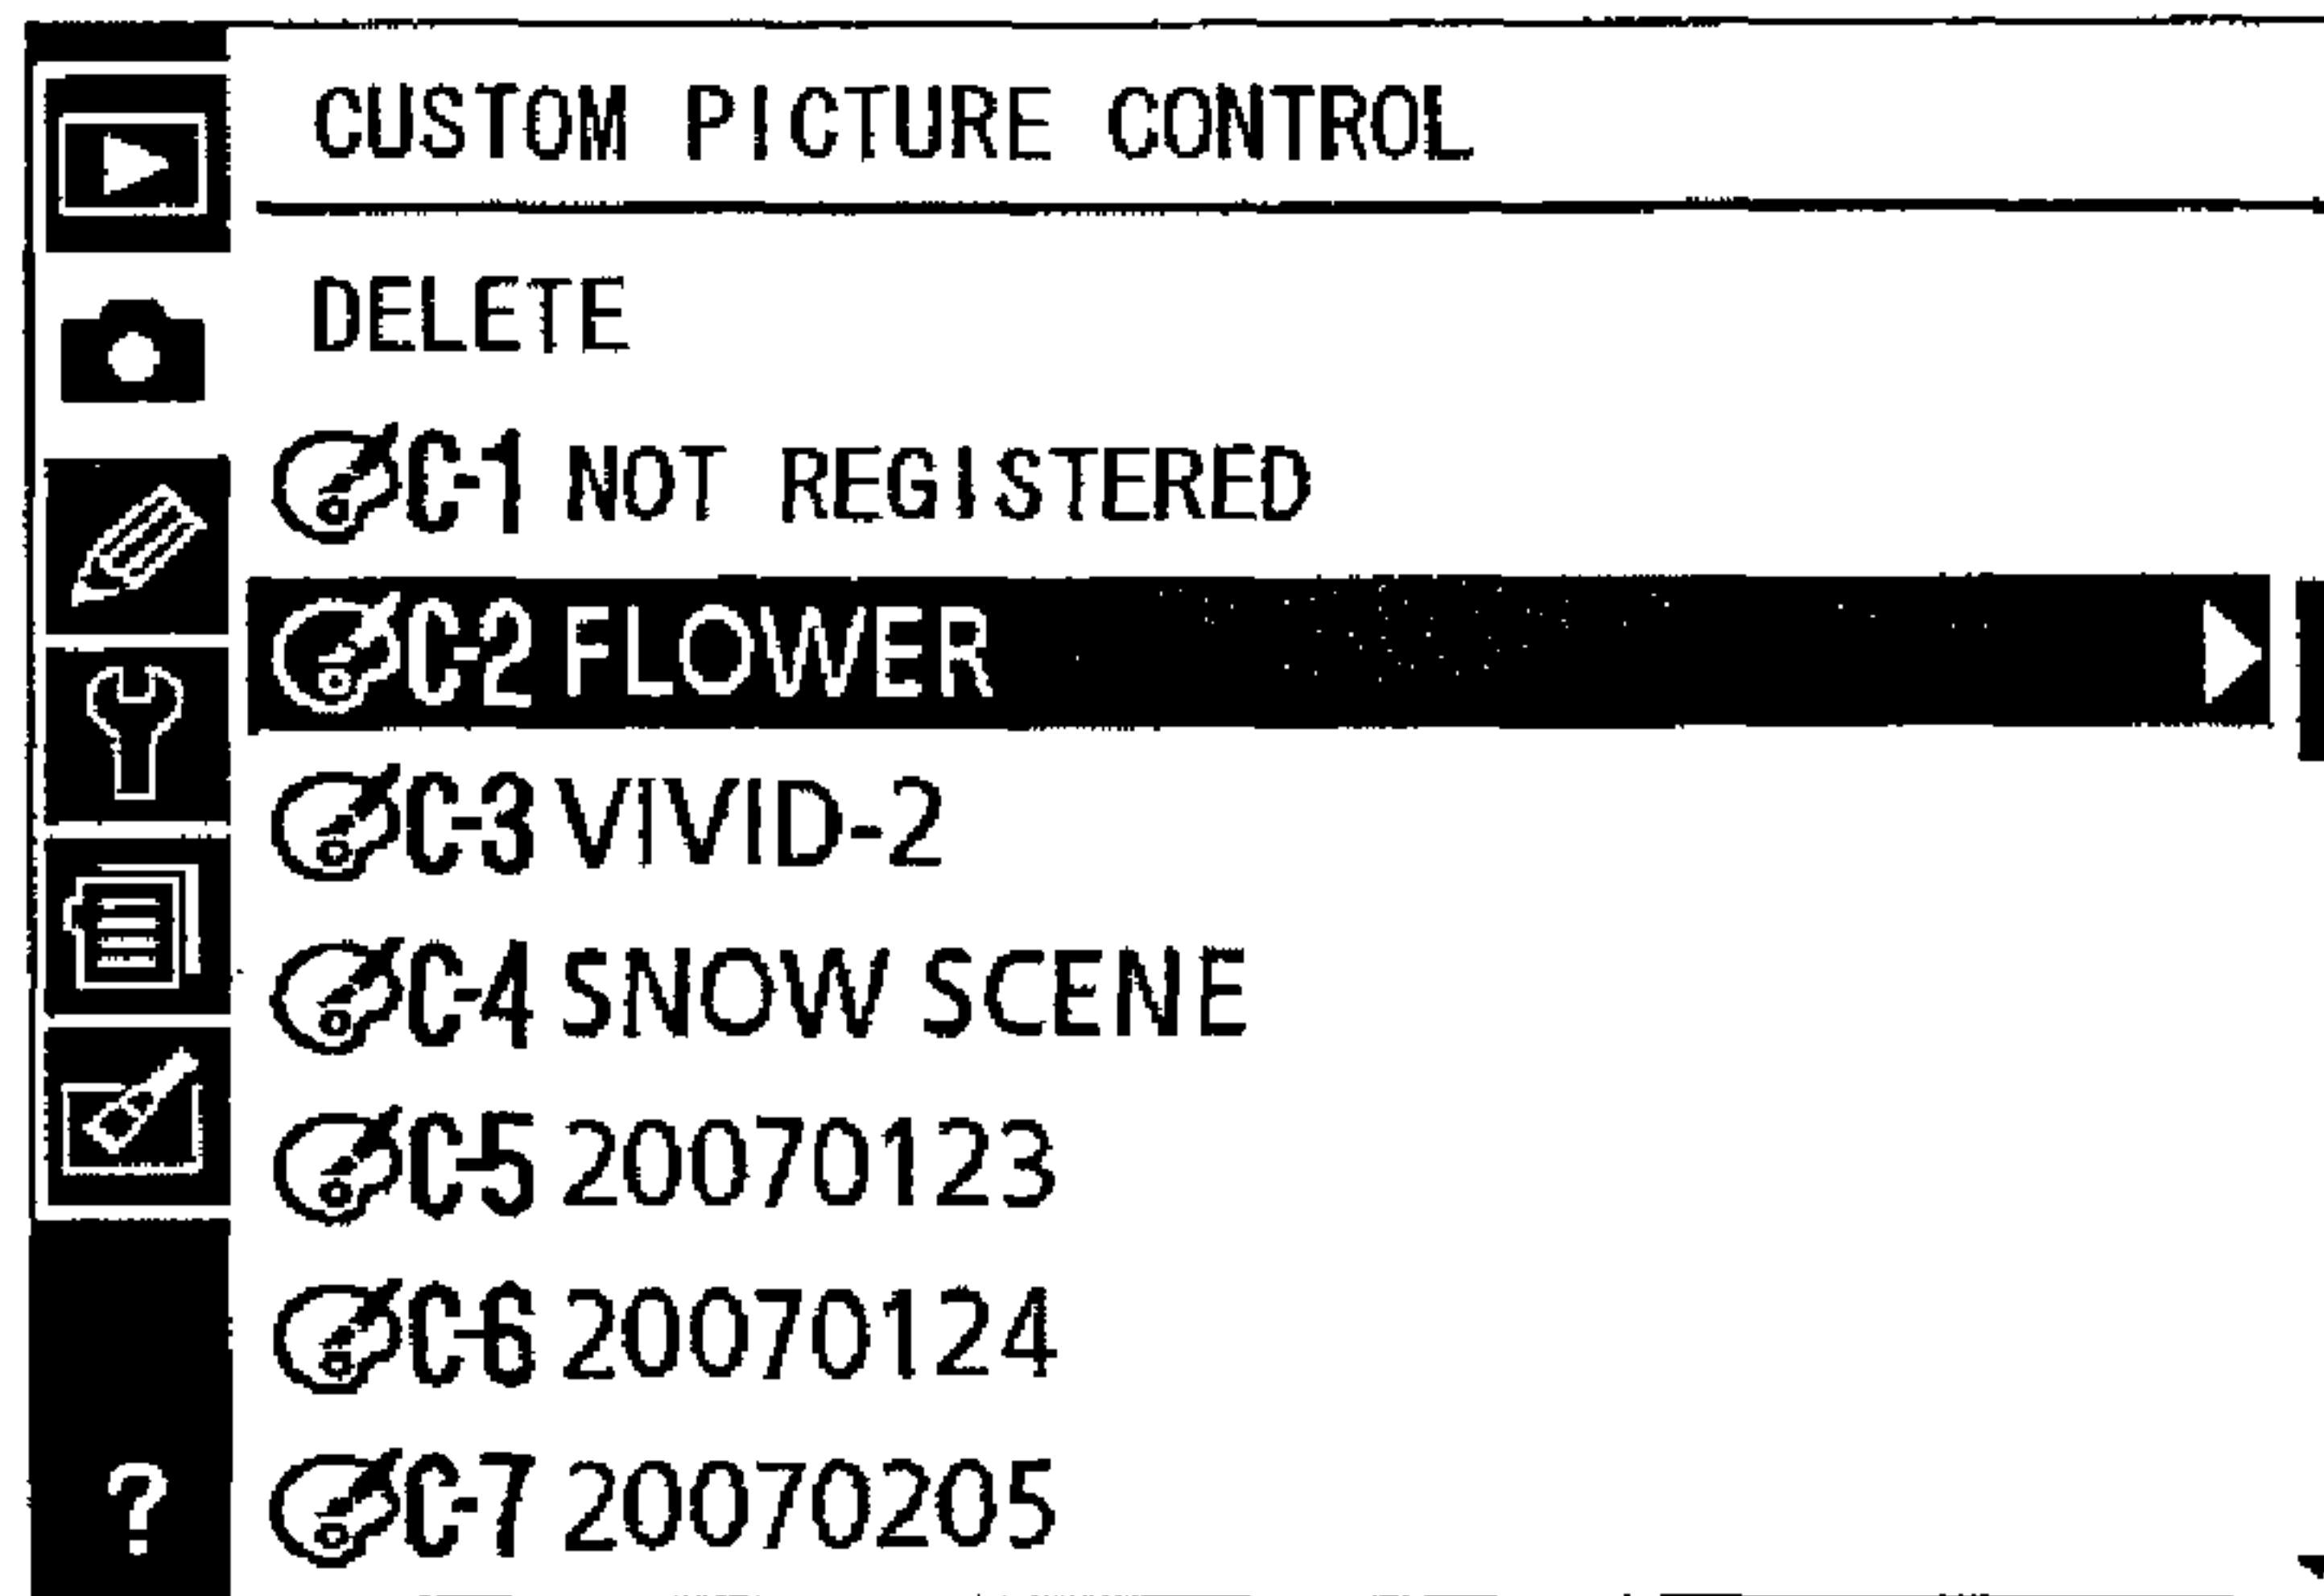 CUSTOM PICTURE CONTROL
DELETE
C-1 NOT REGISTERED
C-2 FLOWER
C-3 VIVID-2
C-4 SNOW SCENE
C-5 20070123
C-6 20070124
C-7 20070205
?